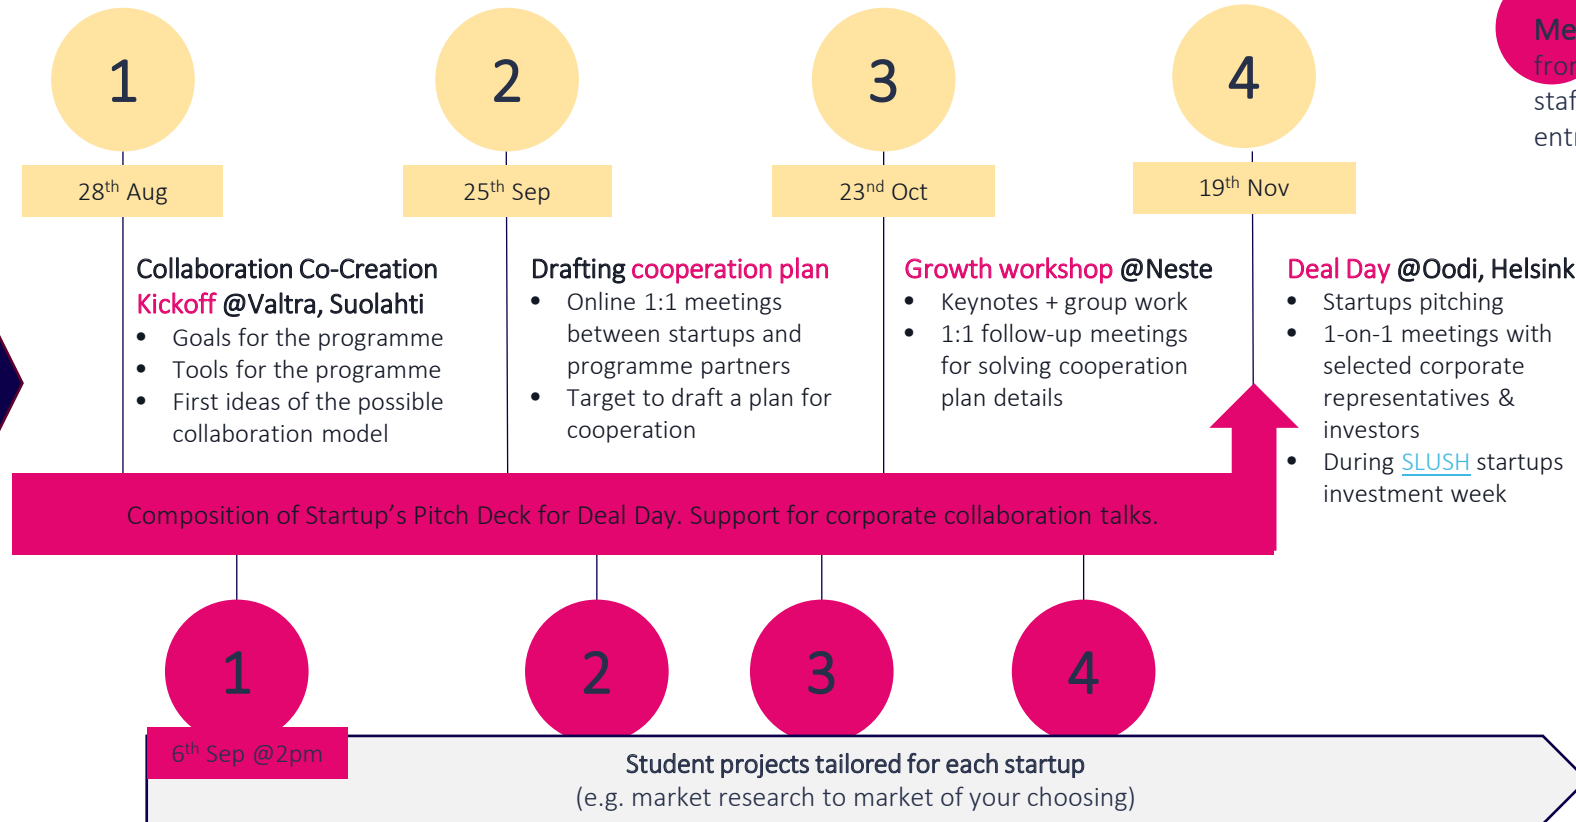 1
2
3
4
28th Aug
25th Sep
23nd Oct
19th Nov
Collaboration Co-Creation
Kickoff @Valtra, Suolahti
• Goals for the programme
• Tools for the programme
• First ideas of the possible
collaboration model
Drafting cooperation plan
• Online 1:1 meetings
between startups and
programme partners
• Target to draft a plan for
cooperation
Growth workshop @Neste
• Keynotes + group work
• 1:1 follow-up meetings
for solving cooperation
plan details
Deal Day @Oodi, Helsink
• Startups pitching
• 1-on-1 meetings with
selected corporate
representatives &
investors
• During SLUSH startups
investment week
Composition of Startup's Pitch Deck for Deal Day. Support for corporate collaboration talks.
1
2
3
4
6th Sep @2pm
Student projects tailored for each startup
(e.g. market research to market of your choosing)